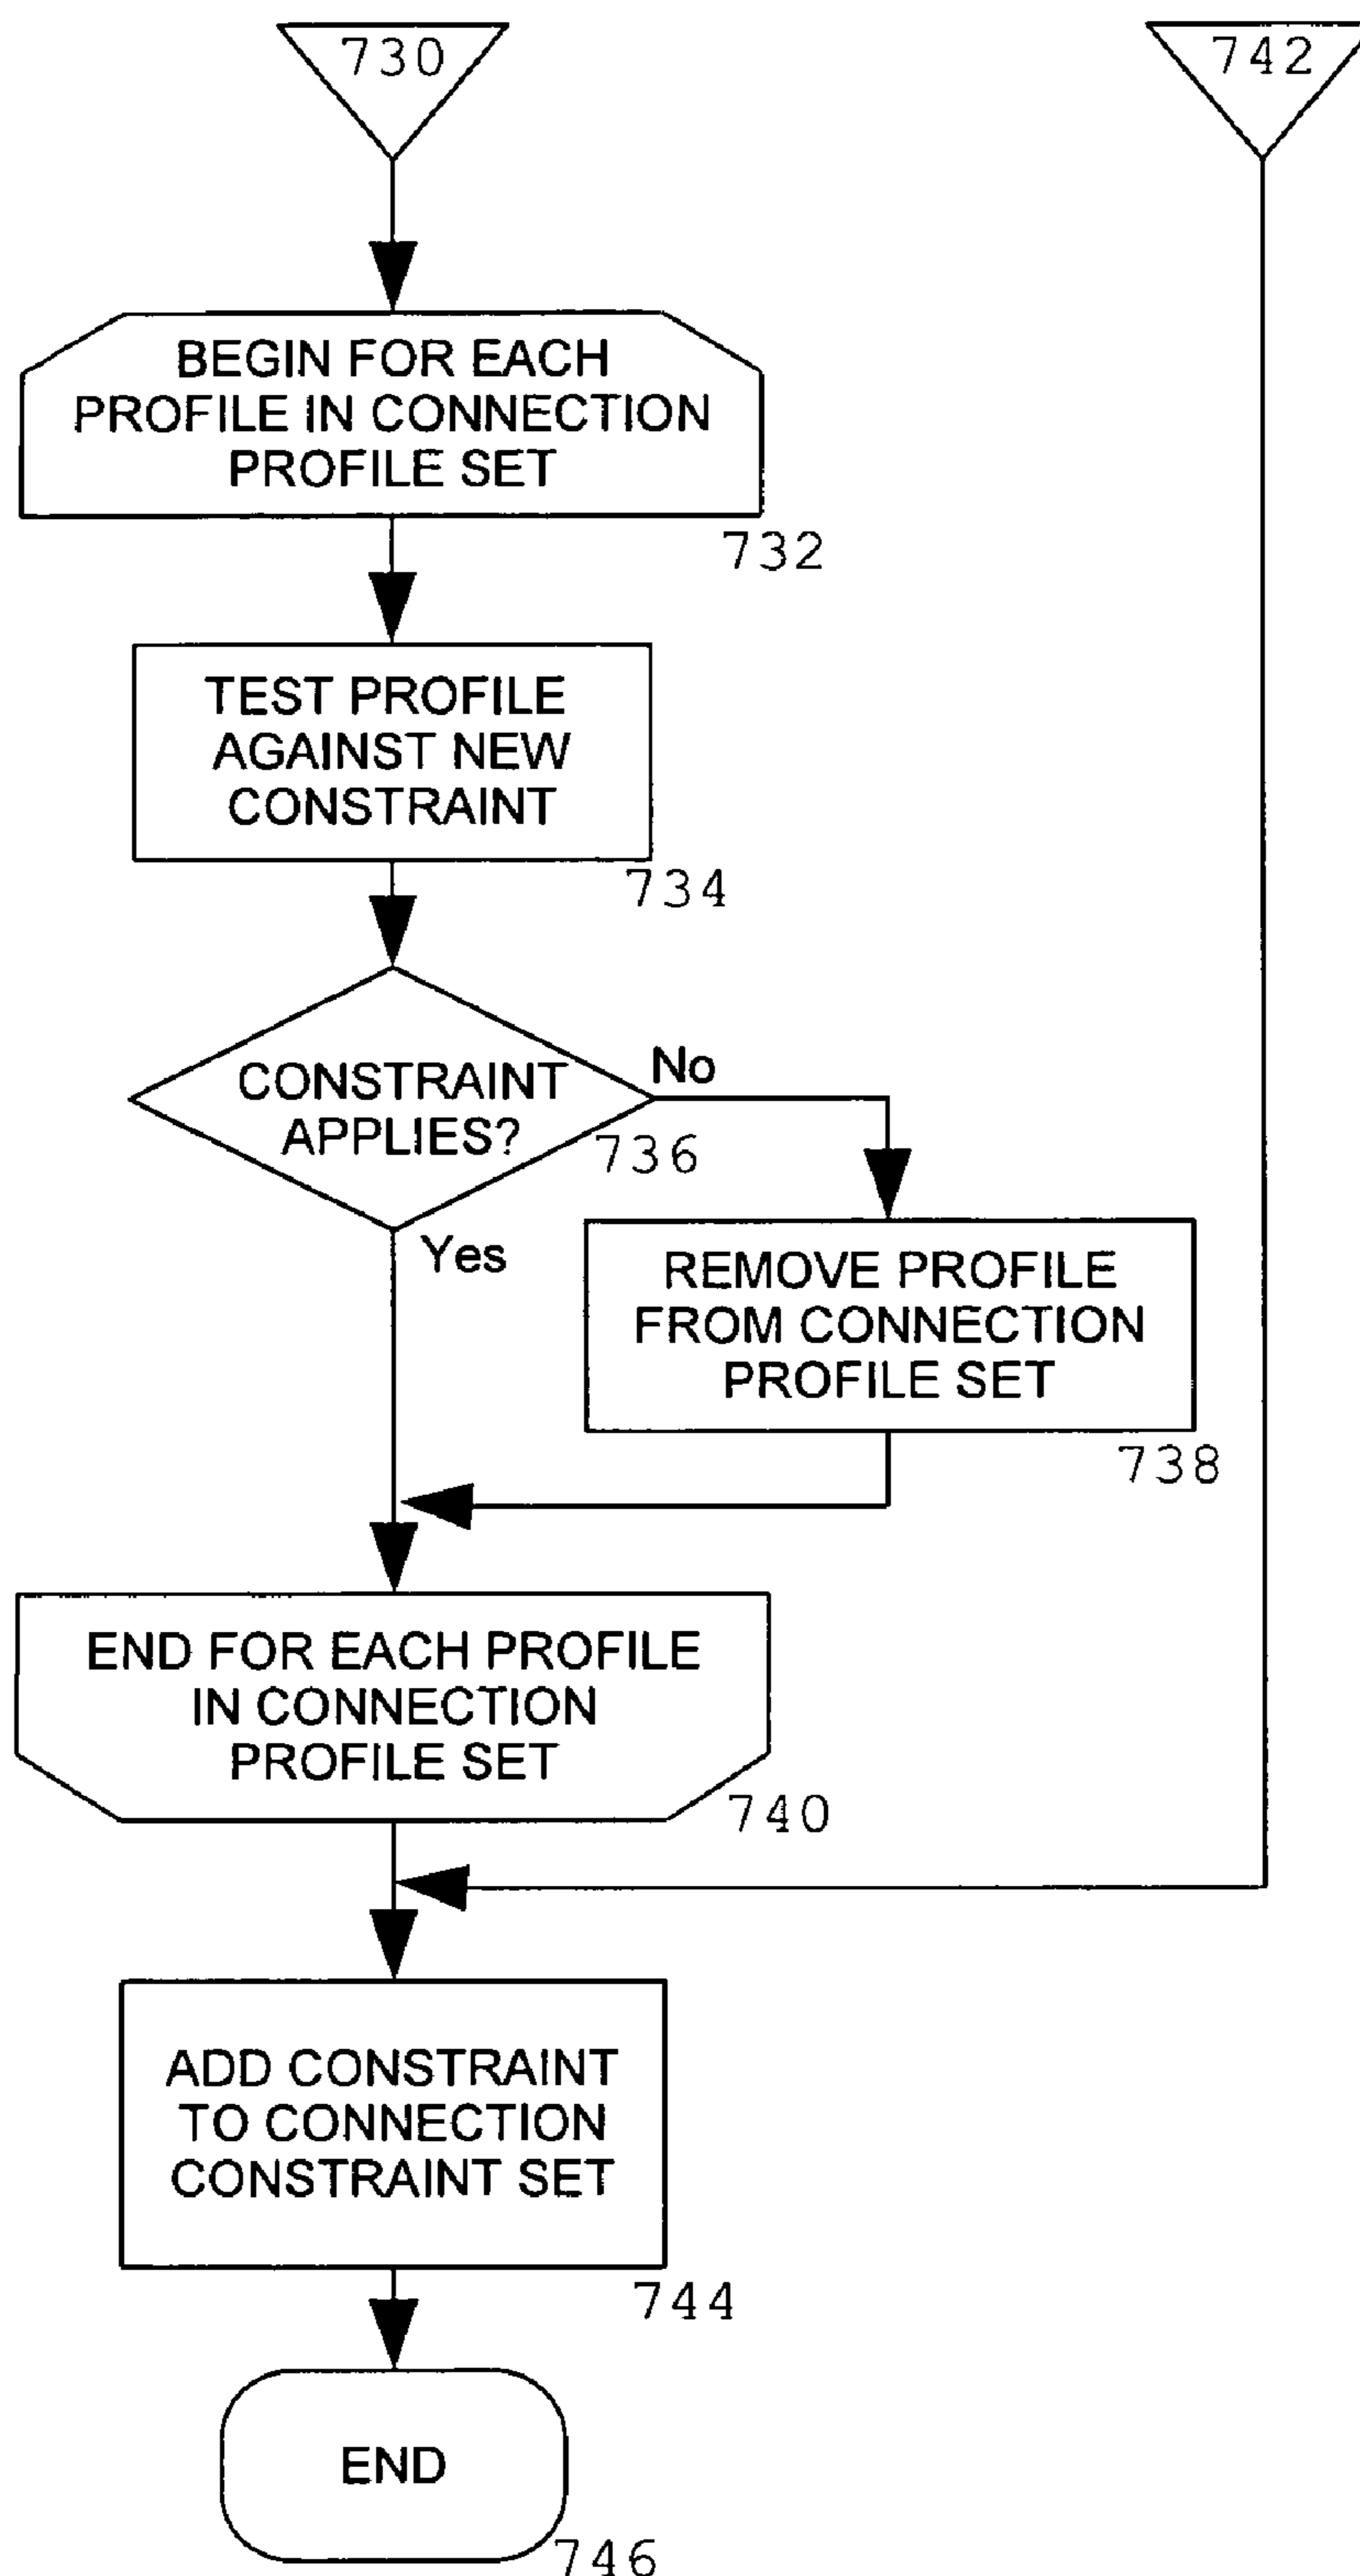 730
742
BEGIN FOR EACH
PROFILE IN CONNECTION
PROFILE SET
732
TEST PROFILE
AGAINST NEW
CONSTRAINT
734
CONSTRAINT
APPLIES?
736
No
Yes
REMOVE PROFILE
FROM CONNECTION
PROFILE SET
738
END FOR EACH PROFILE
IN CONNECTION
PROFILE SET
740
ADD CONSTRAINT
TO CONNECTION
CONSTRAINT SET
744
END
746